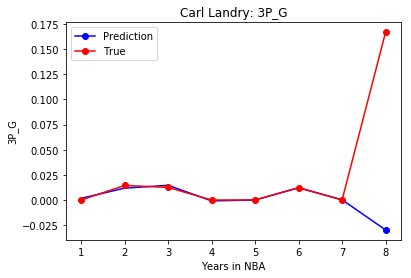 Carl Landry: 3P_G
Prediction
True
0.175
0.150
0.125
0.100
0.075
0.050
0.025
0.000
−0.025
3P_G
1 2 3 4 5 6 7 8
Years in NBA